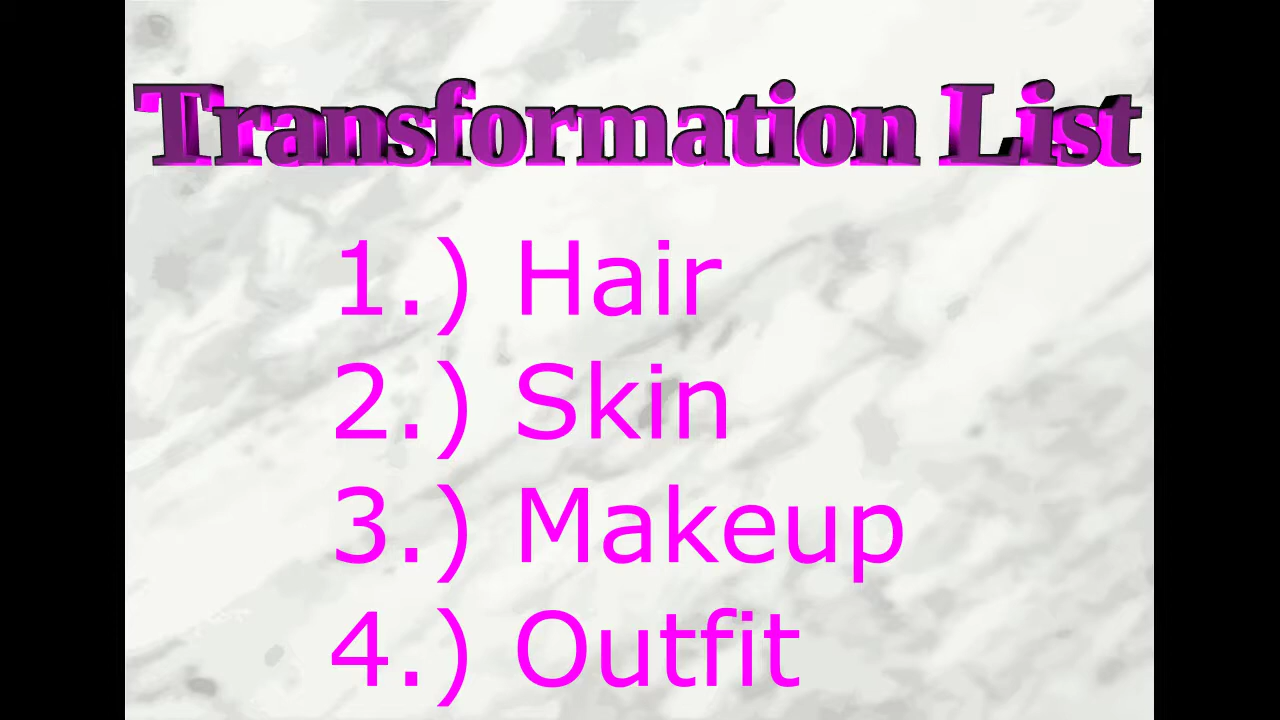 Transformation List
1.) Hair
2.) Skin
3.) Makeup
4.) Outfit